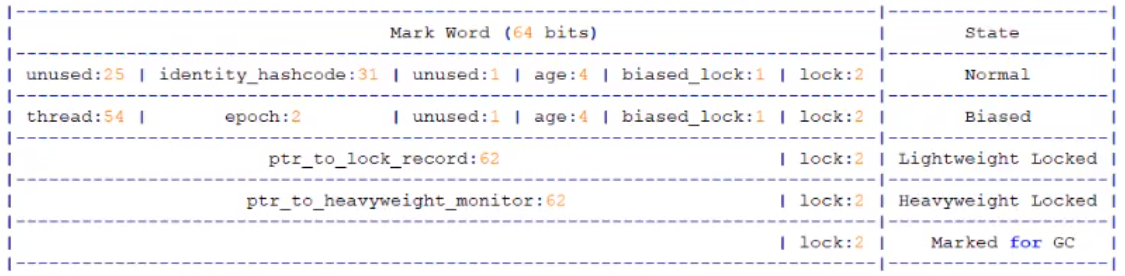 |------------------------------------------------------------------------------|--------------------|
| Mark Word (64 bits) | State |
|------------------------------------------------------------------------------|--------------------|
| unused:25 | identity_hashcode:31 | unused:1 | age:4 | biased_lock:1 | lock:2 | Normal |
|------------------------------------------------------------------------------|--------------------|
| thread:54 | epoch:2 | unused:1 | age:4 | biased_lock:1 | lock:2 | Biased |
|------------------------------------------------------------------------------|--------------------|
| ptr_to_lock_record:62 | lock:2 | Lightweight Locked |
|------------------------------------------------------------------------------|--------------------|
| ptr_to_heavyweight_monitor:62 | lock:2 | Heavyweight Locked |
|------------------------------------------------------------------------------|--------------------|
| | lock:2 | Marked for GC |
|------------------------------------------------------------------------------|--------------------|